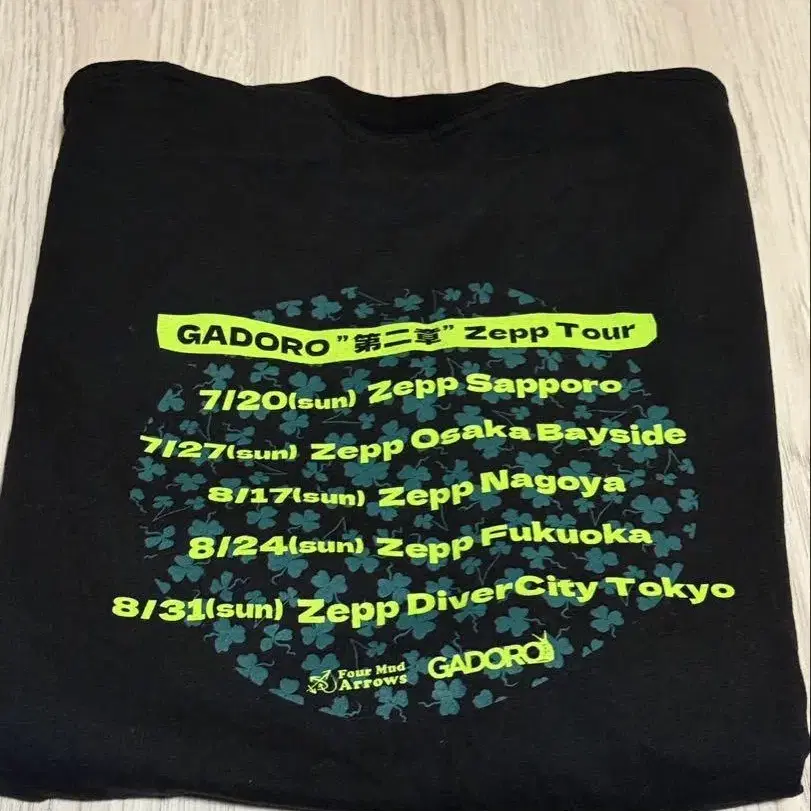 GADORO ”第二章” Zepp Tour
7/20(sun) Zepp Sapporo
7/27(sun) Zepp Osaka Bayside
8/17(sun) Zepp Nagoya
8/24(sun) Zepp Fukuoka
8/31(sun) Zepp DiverCity Tokyo
Four Mud
Arrows
GADORO